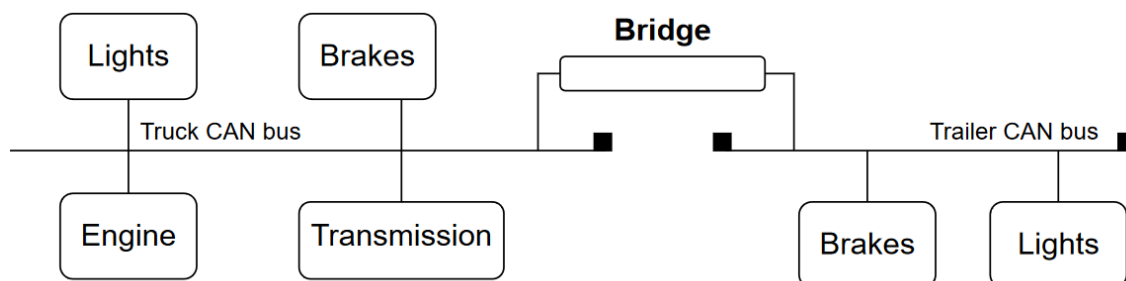 Bridge
Lights
Brakes
Truck CAN bus
Trailer CAN bus
Engine
Transmission
Brakes
Lights